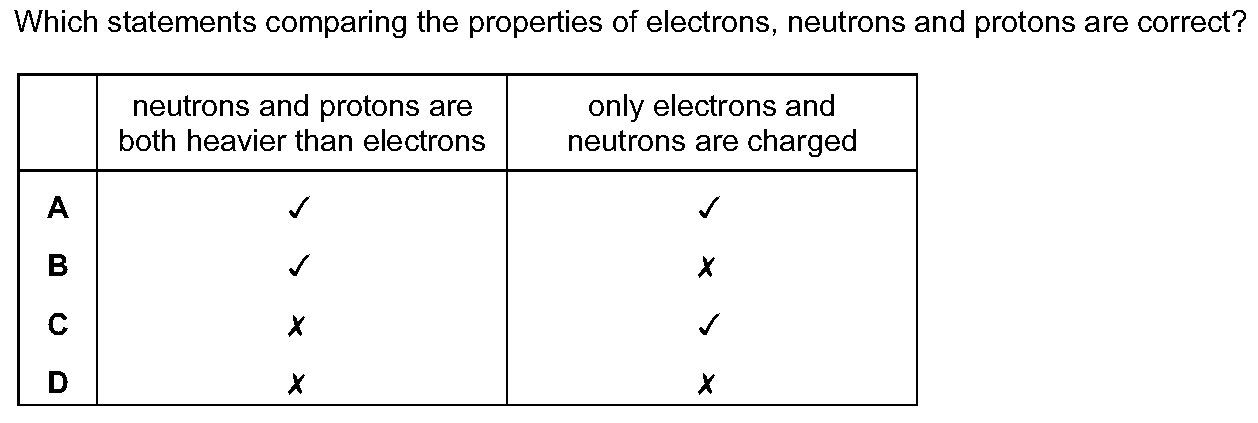 Which statements comparing the properties of electrons, neutrons and protons are correct?
neutrons and protons are both heavier than electrons | only electrons and neutrons are charged
A ✓ ✓
B ✓ ✗
C ✗ ✓
D ✗ ✗